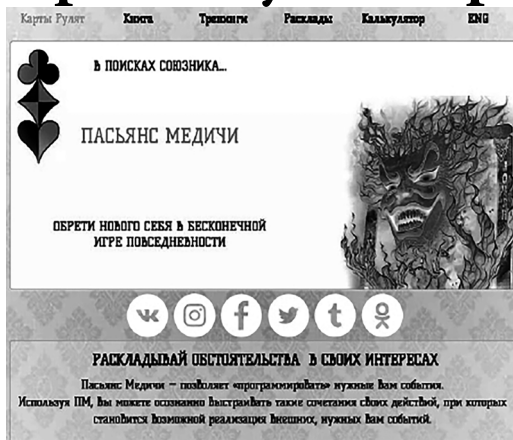 Карты Рулят Книга Тренинги Расклады Калькулятор ENG
В ПОИСКАХ СОЮЗНИКА...
ПАСЬЯНС МЕДИЧИ
ОБРЕТИ НОВОГО СЕБЯ В БЕСКОНЕЧНОЙ
ИГРЕ ПОВСЕДНЕВНОСТИ
РАСКЛАДЫВАЙ ОБСТОЯТЕЛЬСТВА В СВОИХ ИНТЕРЕСАХ
Пасьянс Медичи – позволяет «программировать» нужные Вам события.
Используя ПМ, Вы можете осознанно выстраивать такие сочетания своих действий, при которых
становится возможной реализация внешних, нужных Вам событий.